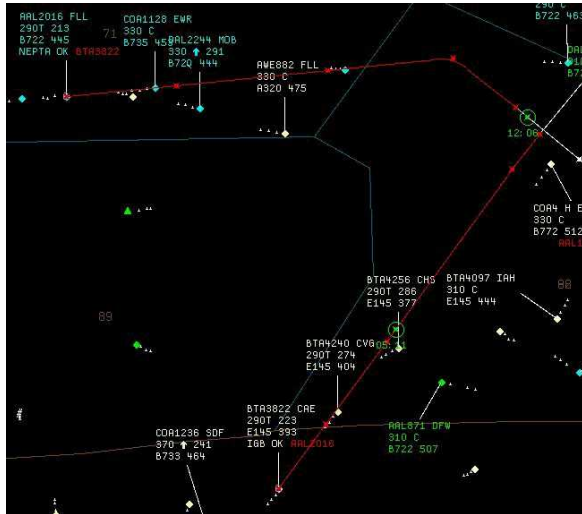 AAL2016 FLL
290T 213
B722 445
NEPTA OK BTA3822
71
COA1128 EWR
330 C
B735 459
DAL2244 MOB
330 ↑ 291
B720 444
AWE882 FLL
330 C
A320 475
290 C
B722 463
12:06
COA4 H E
330 C
B772 512
AAL1
BTA4256 CHS
290T 286
E145 377
BTA4097 IAH
310 C
E145 444
88
89
BTA4240 CVG
290T 274
E145 404
BTA3822 CAE
290T 223
E145 393
IGB OK AAL2016
COA1236 SDF
370 ↑ 241
B733 464
AAL871 DFW
310 C
B722 507